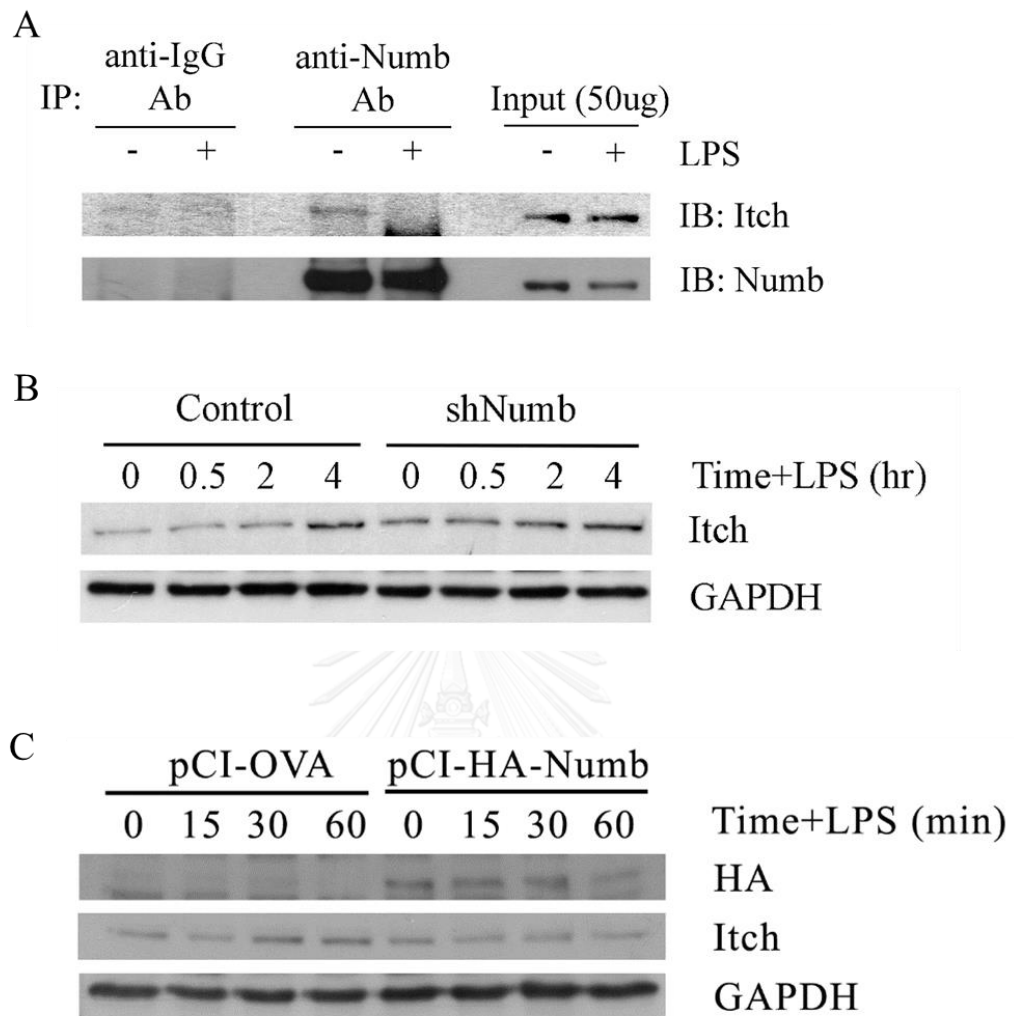 A
anti-IgG anti-Numb
IP: Ab Ab Input (50ug)
- + - + - + LPS
IB: Itch
IB: Numb
B
Control shNumb
0 0.5 2 4 0 0.5 2 4 Time+LPS (hr)
Itch
GAPDH
C
pCI-OVA pCI-HA-Numb
0 15 30 60 0 15 30 60 Time+LPS (min)
HA
Itch
GAPDH